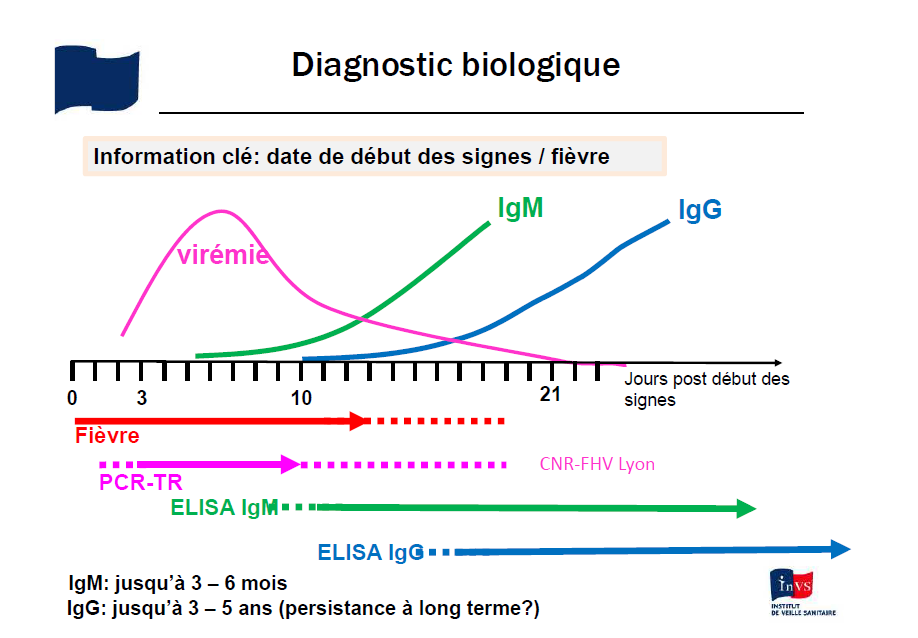 Diagnostic biologique
Information clé: date de début des signes / fièvre
IgM
IgG
virémie
0
3
10
21
Jours post début des
signes
Fièvre
PCR-TR
CNR-FHV Lyon
ELISA IgM
ELISA IgG
IgM: jusqu'à 3 – 6 mois
IgG: jusqu'à 3 – 5 ans (persistance à long terme?)
InVS
INSTITUT
DE VEILLE SANITAIRE